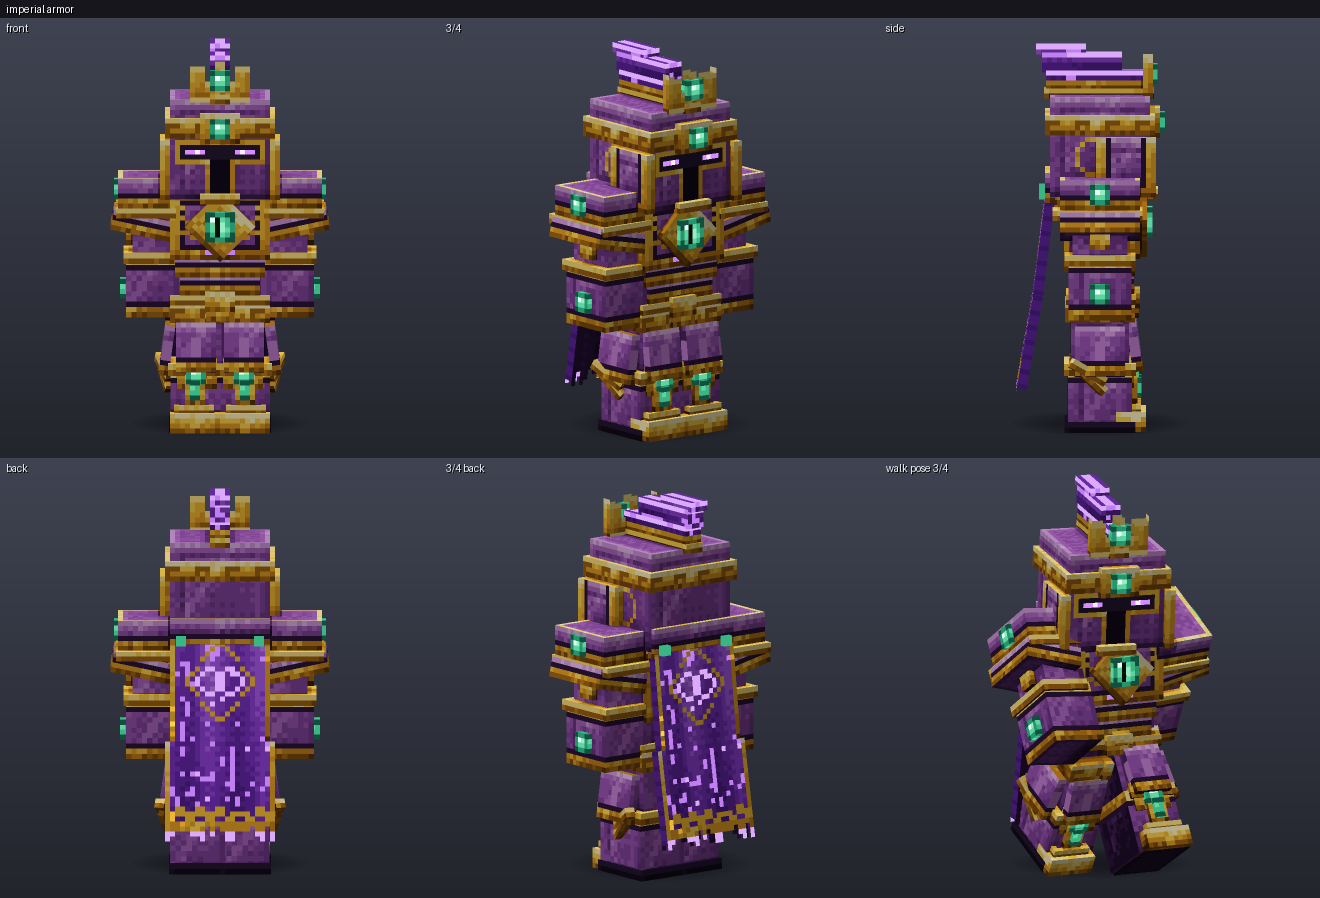 imperial armor
front
3/4
side
back
3/4 back
walk pose 3/4